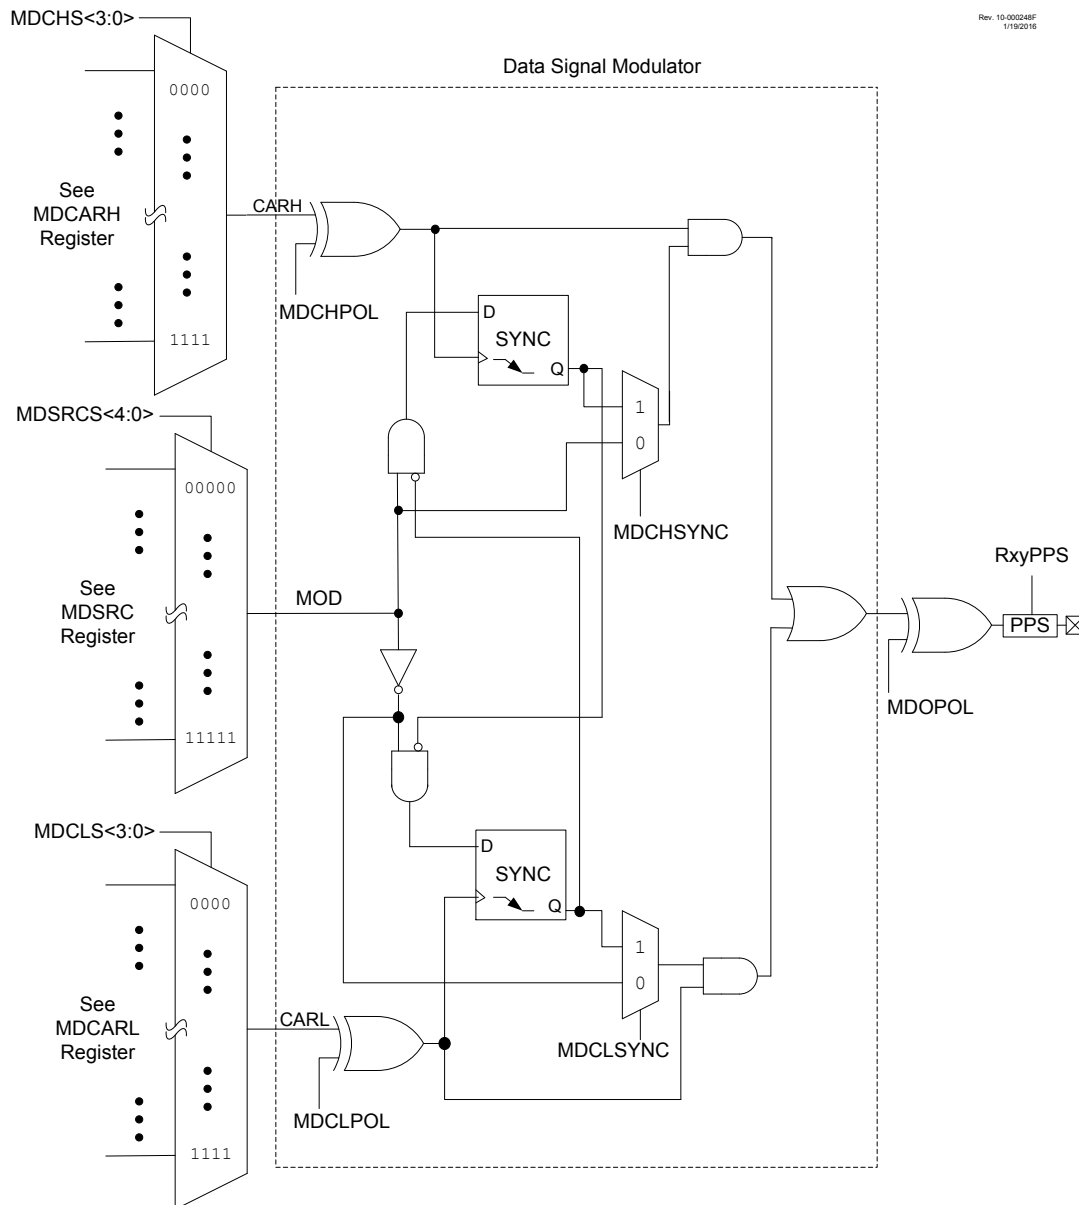 MDCHS<3:0>
Rev. 10-000248F
1/19/2016
Data Signal Modulator
0000
See
MDCARH
Register
CARH
MDCHPOL
1111
D
SYNC
Q
1
0
MDCHSYNC
MDSRCS<4:0>
00000
See
MDSRC
Register
MOD
11111
RxyPPS
PPS
MDOPOL
MDCLS<3:0>
0000
D
SYNC
Q
1
0
MDCLSYNC
See
MDCARL
Register
CARL
MDCLPOL
1111